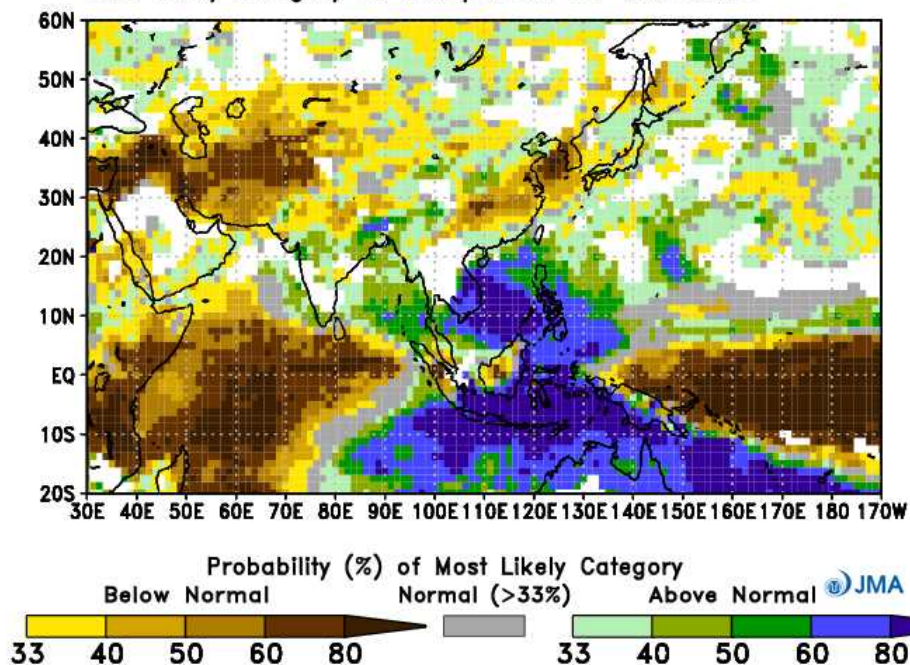 60N
50N
40N
30N
20N
10N
EQ
10S
20S
30E 40E 50E 60E 70E 80E 90E 100E 110E 120E 130E 140E 150E 160E 170E 180 170W
Probability (%) of Most Likely Category
Below Normal Normal (>33%) Above Normal JMA
33 40 50 60 80 33 40 50 60 80